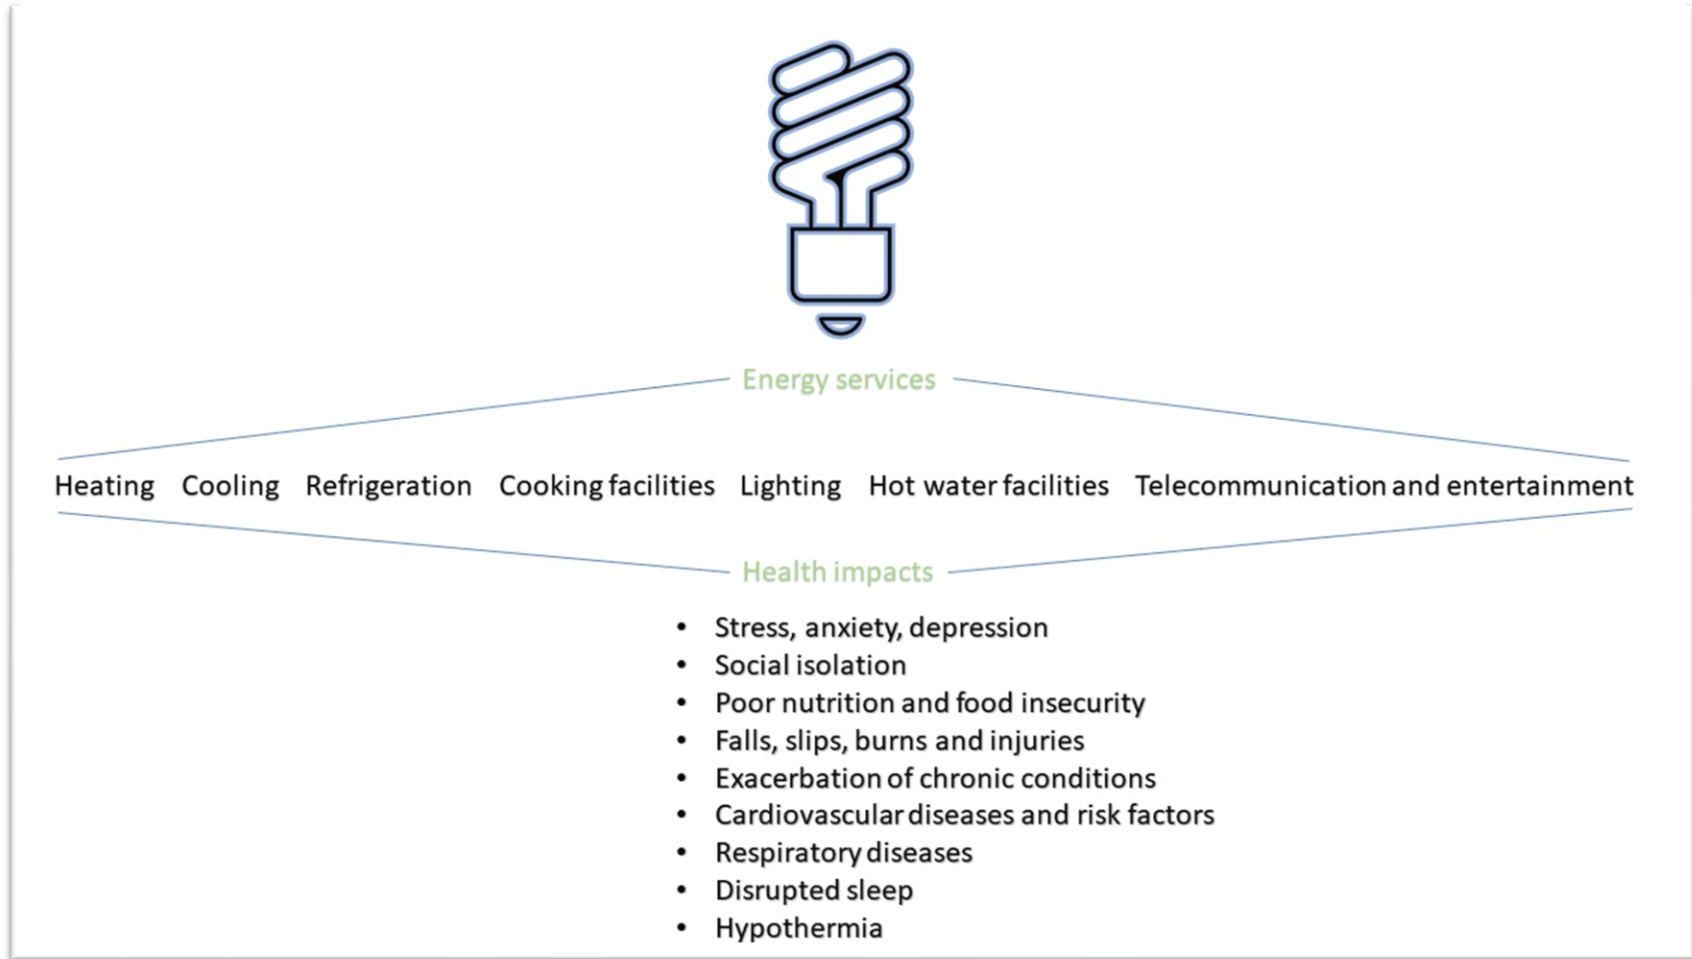 Energy services
Heating Cooling Refrigeration Cooking facilities Lighting Hot water facilities Telecommunication and entertainment
Health impacts
• Stress, anxiety, depression
• Social isolation
• Poor nutrition and food insecurity
• Falls, slips, burns and injuries
• Exacerbation of chronic conditions
• Cardiovascular diseases and risk factors
• Respiratory diseases
• Disrupted sleep
• Hypothermia